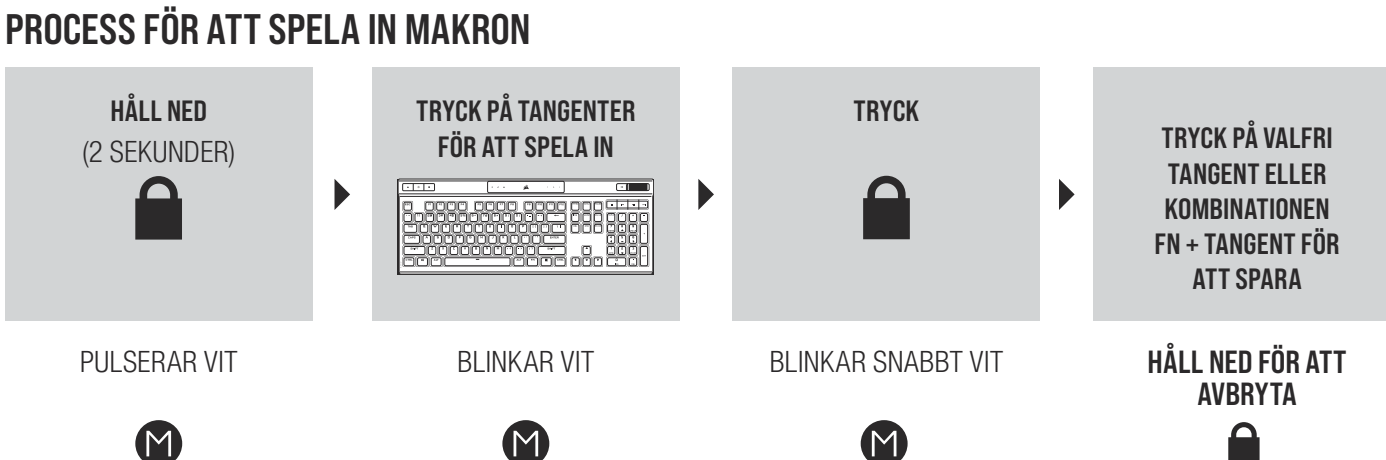 PROCESS FÖR ATT SPELA IN MAKRON
HÅLL NED
(2 SEKUNDER)
TRYCK PÅ TANGENTER
FÖR ATT SPELA IN
TRYCK
TRYCK PÅ VALFRI
TANGENT ELLER
KOMBINATIONEN
FN + TANGENT FÖR
ATT SPARA
PULSERAR VIT
BLINKAR VIT
BLINKAR SNABBT VIT
HÅLL NED FÖR ATT
AVBRYTA
M
M
M